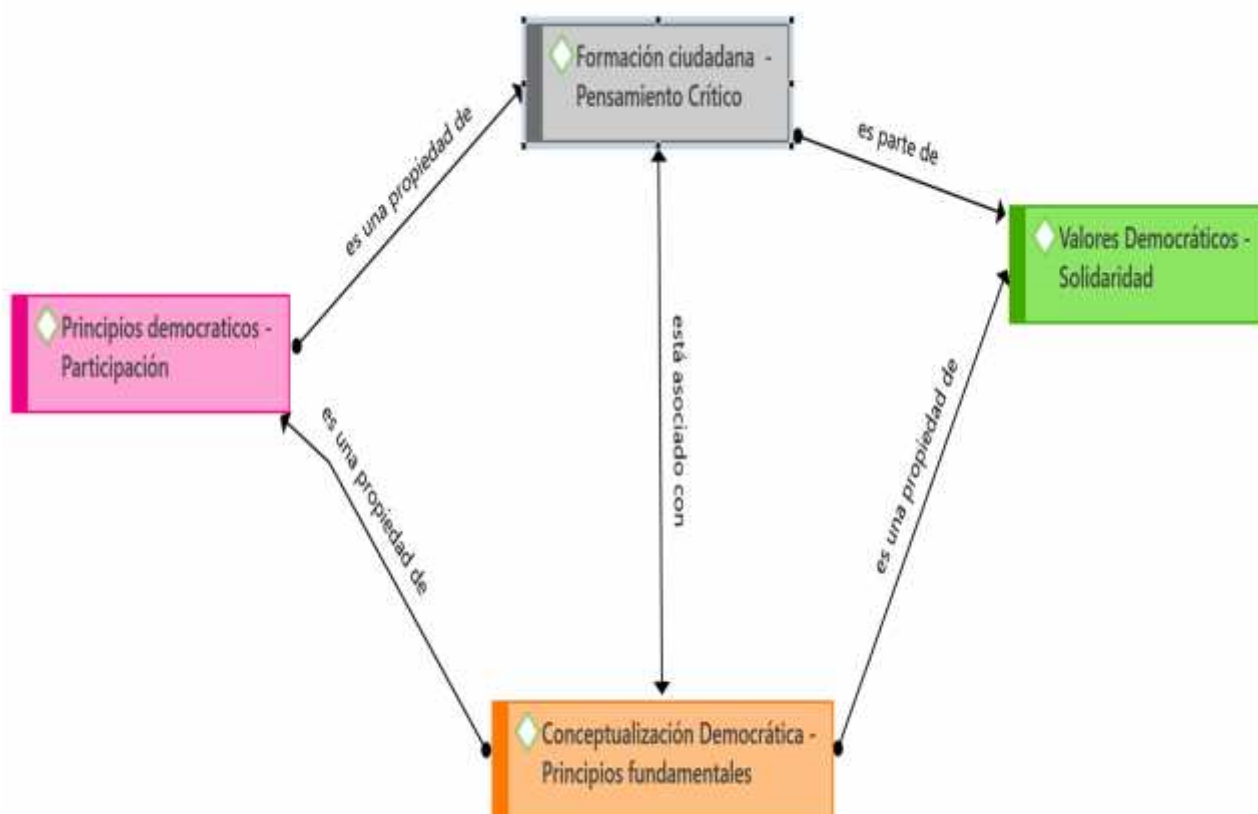 Formación ciudadana -
Pensamiento Crítico
es una propiedad de
es parte de
Valores Democráticos -
Solidaridad
Principios democraticos -
Participación
está asociado con
es una propiedad de
es una propiedad de
Conceptualización Democrática -
Principios fundamentales